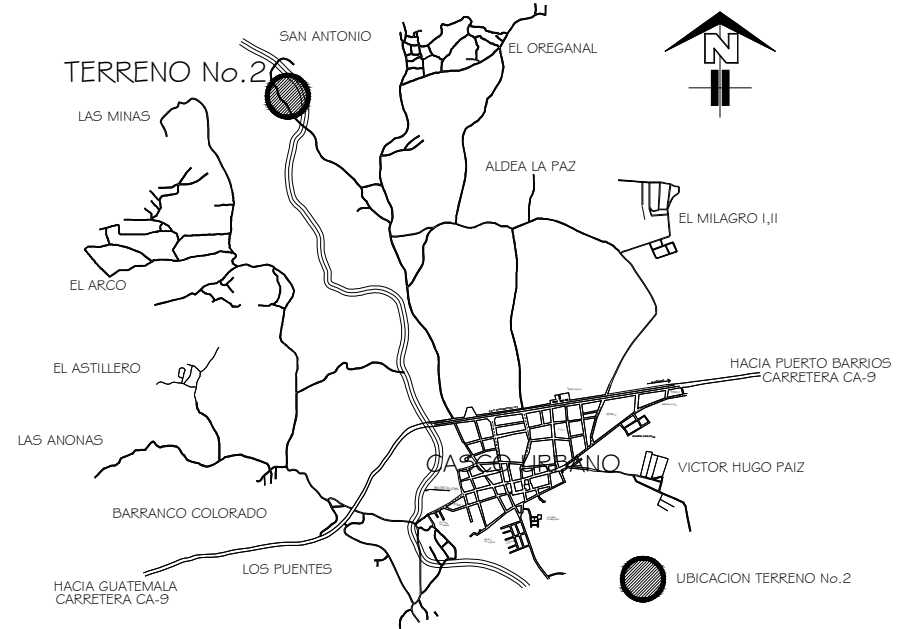 SAN ANTONIO
EL OREGANAL
N
TERRENO No.2
LAS MINAS
ALDEA LA PAZ
EL MILAGRO I,II
EL ARCO
EL ASTILLERO
HACIA PUERTO BARRIOS
CARRETERA CA-9
LAS ANONAS
CASCO URBANO
VICTOR HUGO PAIZ
BARRANCO COLORADO
LOS PUENTES
HACIA GUATEMALA
CARRETERA CA-9
UBICACION TERRENO No.2